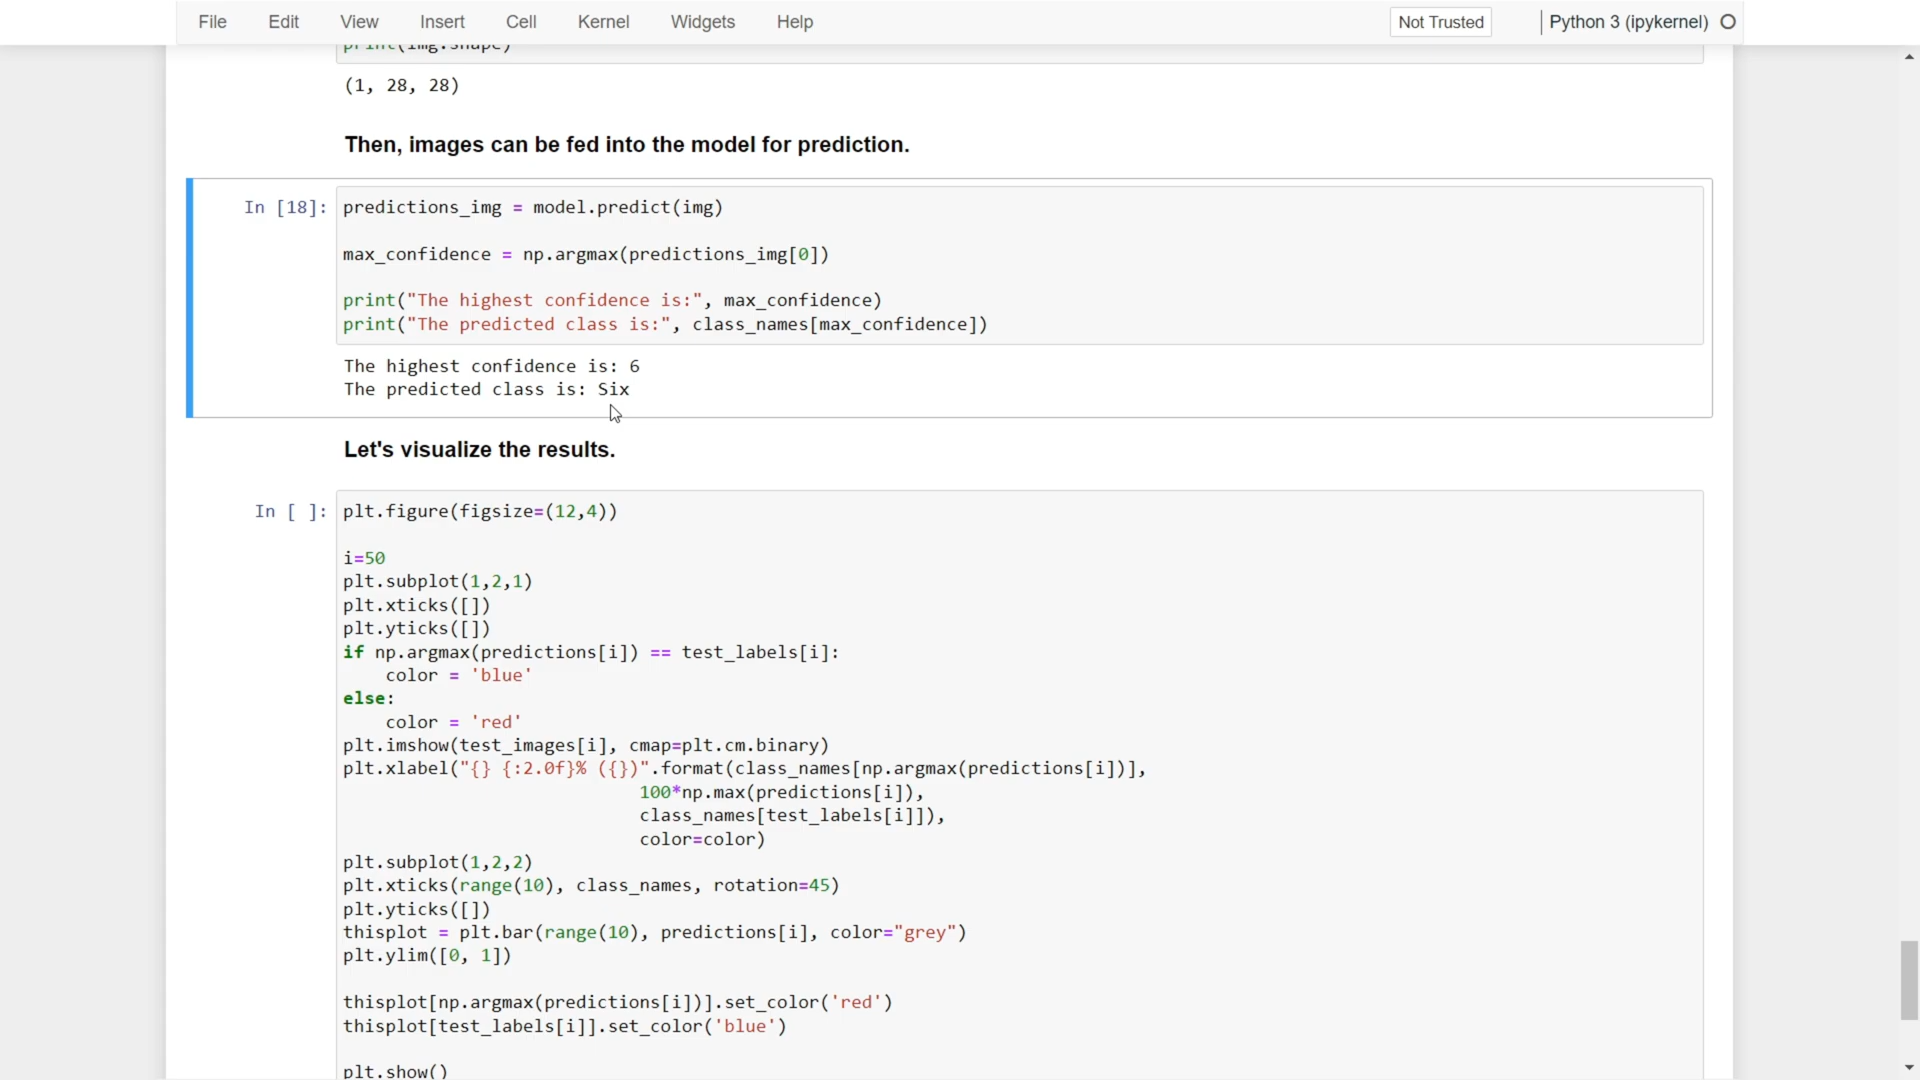 File Edit View Insert Cell Kernel Widgets Help Not Trusted Python 3 (ipykernel)
print(img.shape)
(1, 28, 28)
Then, images can be fed into the model for prediction.
In [18]: predictions_img = model.predict(img)
max_confidence = np.argmax(predictions_img[0])
print("The highest confidence is:", max_confidence)
print("The predicted class is:", class_names[max_confidence])
The highest confidence is: 6
The predicted class is: Six
Let's visualize the results.
In [ ]: plt.figure(figsize=(12,4))
i=50
plt.subplot(1,2,1)
plt.xticks([])
plt.yticks([])
if np.argmax(predictions[i]) == test_labels[i]:
    color = 'blue'
else:
    color = 'red'
plt.imshow(test_images[i], cmap=plt.cm.binary)
plt.xlabel("{} {:2.0f}% ({})".format(class_names[np.argmax(predictions[i])],
                            100*np.max(predictions[i]),
                            class_names[test_labels[i]]),
                            color=color)
plt.subplot(1,2,2)
plt.xticks(range(10), class_names, rotation=45)
plt.yticks([])
thisplot = plt.bar(range(10), predictions[i], color="grey")
plt.ylim([0, 1])
thisplot[np.argmax(predictions[i])].set_color('red')
thisplot[test_labels[i]].set_color('blue')
plt.show()